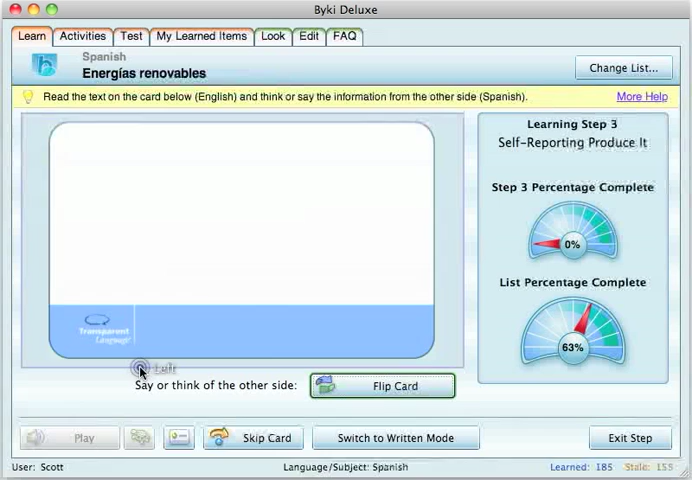 Byki Deluxe
Learn Activities Test My Learned Items Look Edit FAQ
Spanish
Energías renovables
Change List...
Read the text on the card below (English) and think or say the information from the other side (Spanish).
More Help
Learning Step 3
Self-Reporting Produce It
Step 3 Percentage Complete
0%
List Percentage Complete
63%
Transparent
Language
Left
Say or think of the other side:
Flip Card
Play
Skip Card
Switch to Written Mode
Exit Step
User: Scott
Language/Subject: Spanish
Learned: 185
Stale: 155